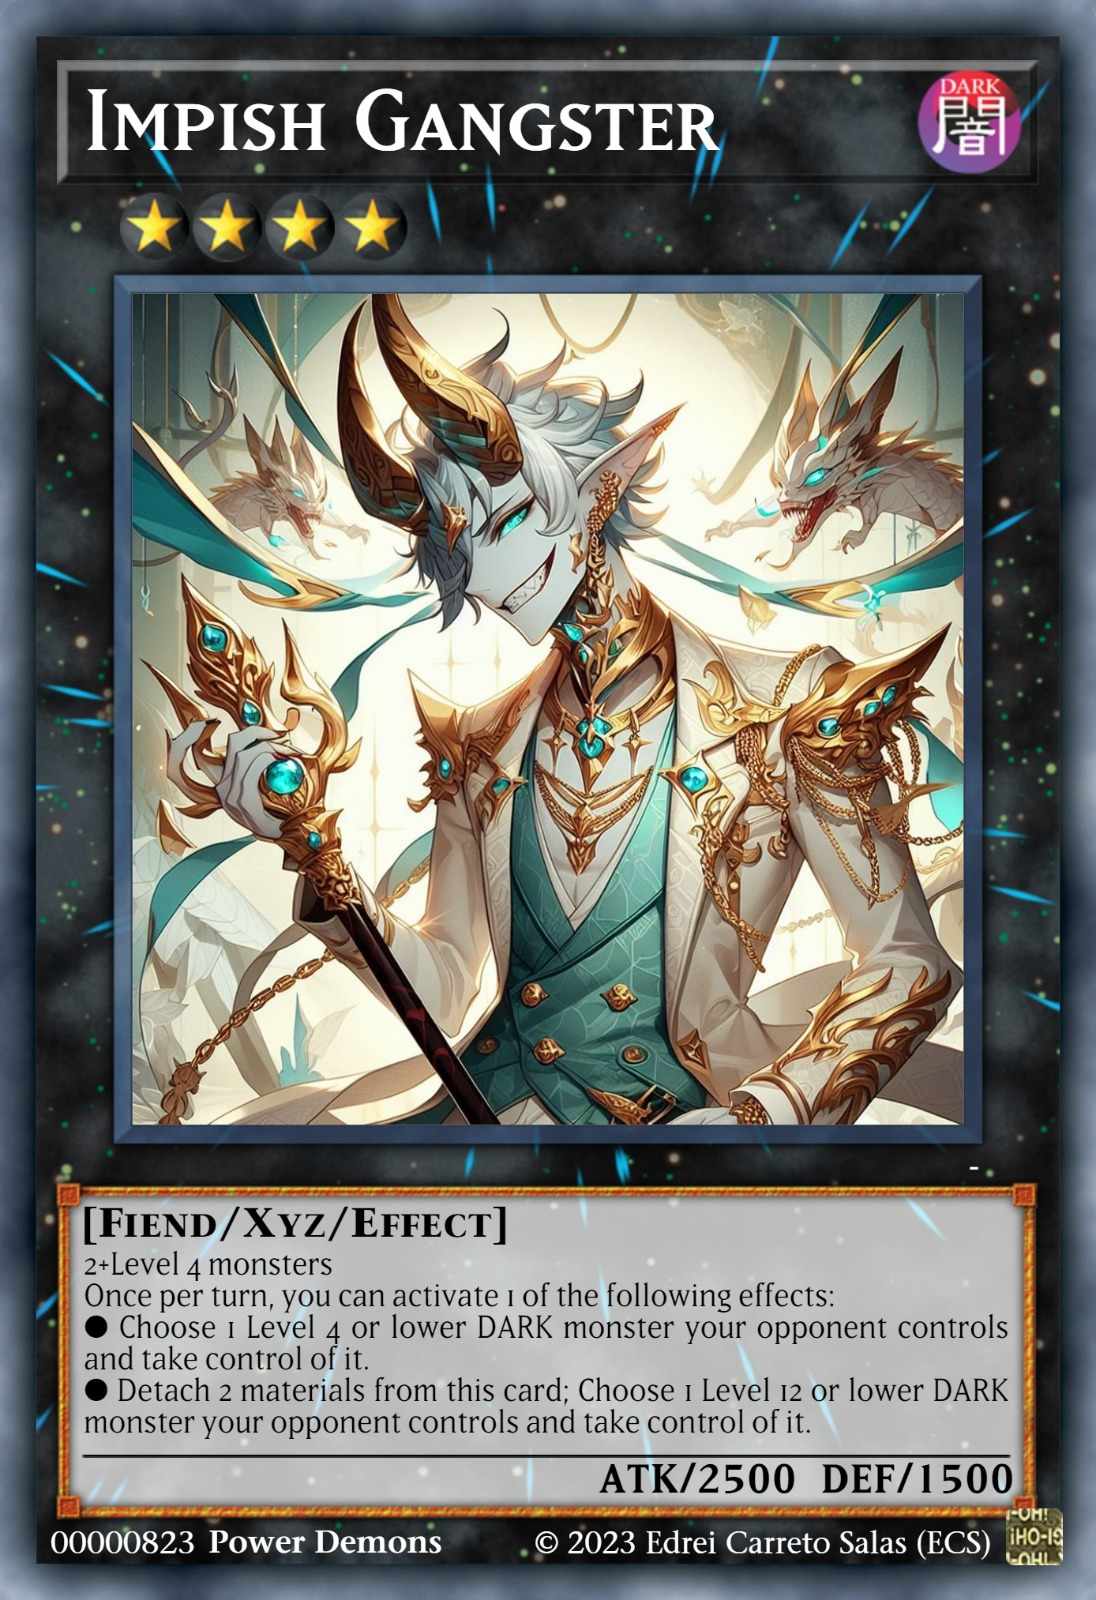 Impish Gangster
DARK
闇
-
[Fiend/Xyz/Effect]
2+Level 4 monsters
Once per turn, you can activate 1 of the following effects:
● Choose 1 Level 4 or lower DARK monster your opponent controls
and take control of it.
● Detach 2 materials from this card; Choose 1 Level 12 or lower DARK
monster your opponent controls and take control of it.
ATK/2500 DEF/1500
00000823 Power Demons
© 2023 Edrei Carreto Salas (ECS)